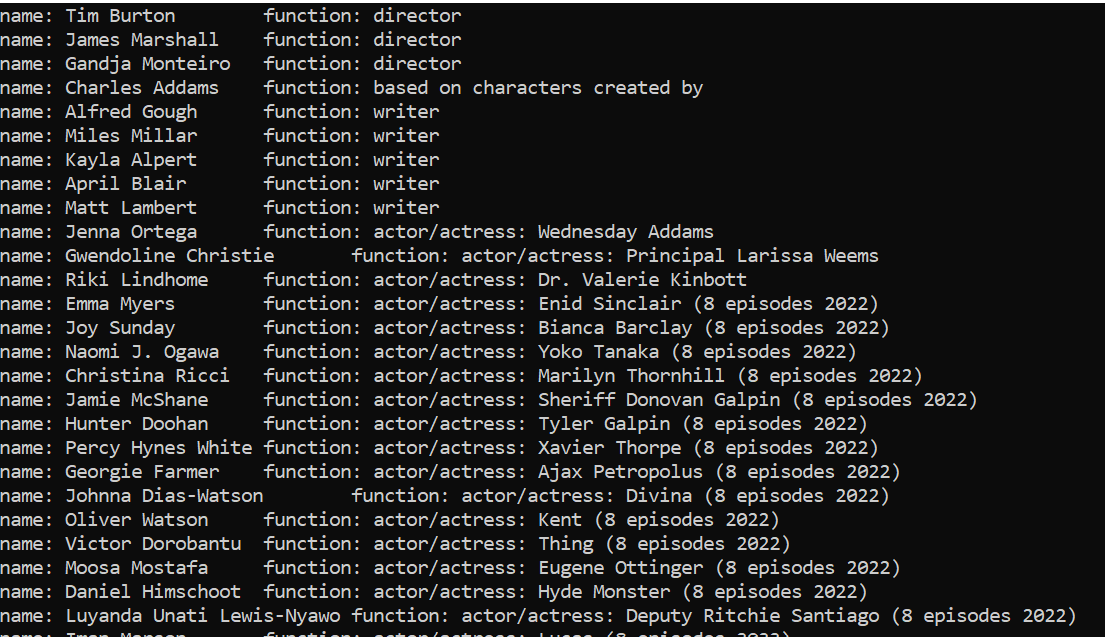 name: Tim Burton        function: director
name: James Marshall    function: director
name: Gandja Monteiro   function: director
name: Charles Addams    function: based on characters created by
name: Alfred Gough      function: writer
name: Miles Millar      function: writer
name: Kayla Alpert      function: writer
name: April Blair       function: writer
name: Matt Lambert      function: writer
name: Jenna Ortega      function: actor/actress: Wednesday Addams
name: Gwendoline Christie       function: actor/actress: Principal Larissa Weems
name: Riki Lindhome     function: actor/actress: Dr. Valerie Kinbott
name: Emma Myers        function: actor/actress: Enid Sinclair (8 episodes 2022)
name: Joy Sunday        function: actor/actress: Bianca Barclay (8 episodes 2022)
name: Naomi J. Ogawa    function: actor/actress: Yoko Tanaka (8 episodes 2022)
name: Christina Ricci   function: actor/actress: Marilyn Thornhill (8 episodes 2022)
name: Jamie McShane     function: actor/actress: Sheriff Donovan Galpin (8 episodes 2022)
name: Hunter Doohan     function: actor/actress: Tyler Galpin (8 episodes 2022)
name: Percy Hynes White function: actor/actress: Xavier Thorpe (8 episodes 2022)
name: Georgie Farmer    function: actor/actress: Ajax Petropolus (8 episodes 2022)
name: Johnna Dias-Watson        function: actor/actress: Divina (8 episodes 2022)
name: Oliver Watson     function: actor/actress: Kent (8 episodes 2022)
name: Victor Dorobantu  function: actor/actress: Thing (8 episodes 2022)
name: Moosa Mostafa     function: actor/actress: Eugene Ottinger (8 episodes 2022)
name: Daniel Himschoot  function: actor/actress: Hyde Monster (8 episodes 2022)
name: Luyanda Unati Lewis-Nyawo function: actor/actress: Deputy Ritchie Santiago (8 episodes 2022)